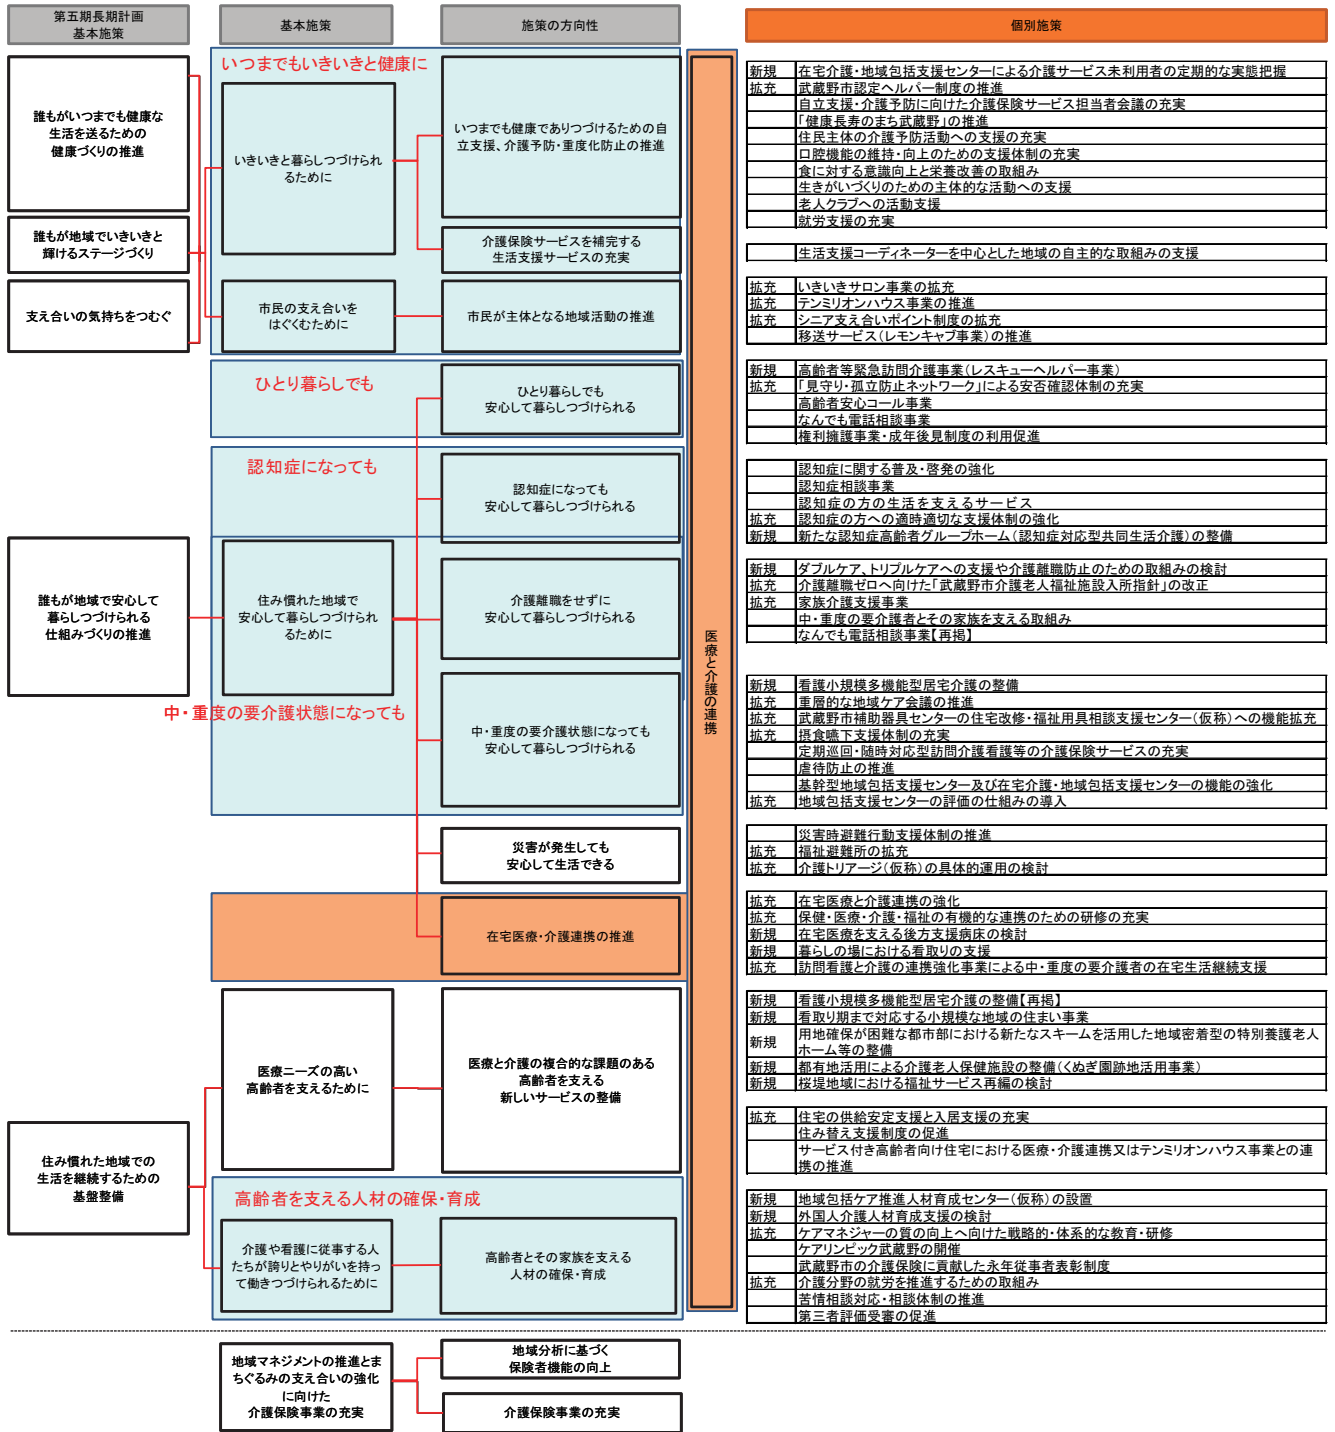 第五期長期計画
基本施策
基本施策
施策の方向性
個別施策
いつまでもいきいきと健康に
誰もがいつまでも健康な
生活を送るための
健康づくりの推進
誰もが地域でいきいきと
輝けるステージづくり
支え合いの気持ちをつむぐ
いきいきと暮らしつづけられ
るために
いつまでも健康でありつづけるための自
立支援、介護予防・重度化防止の推進
介護保険サービスを補完する
生活支援サービスの充実
市民の支え合いを
はぐくむために
市民が主体となる地域活動の推進
新規 在宅介護・地域包括支援センターによる介護サービス未利用者の定期的な実態把握
拡充 武蔵野市認定ヘルパー制度の推進
自立支援・介護予防に向けた介護保険サービス担当者会議の充実
「健康長寿のまち武蔵野」の推進
住民主体の介護予防活動への支援の充実
口腔機能の維持・向上のための支援体制の充実
食に対する意識向上と栄養改善の取組み
生きがいづくりのための主体的な活動への支援
老人クラブへの活動支援
就労支援の充実
生活支援コーディネーターを中心とした地域の自主的な取組みの支援
拡充 いきいきサロン事業の拡充
拡充 テンミリオンハウス事業の推進
拡充 シニア支え合いポイント制度の拡充
移送サービス(レモンキャブ事業)の推進
ひとり暮らしでも
ひとり暮らしでも
安心して暮らしつづけられる
新規 高齢者等緊急訪問介護事業(レスキューヘルパー事業)
拡充 「見守り・孤立防止ネットワーク」による安否確認体制の充実
高齢者安心コール事業
なんでも電話相談事業
権利擁護事業・成年後見制度の利用促進
認知症になっても
認知症になっても
安心して暮らしつづけられる
認知症に関する普及・啓発の強化
認知症相談事業
認知症の方の生活を支えるサービス
拡充 認知症の方への適時適切な支援体制の強化
新規 新たな認知症高齢者グループホーム(認知症対応型共同生活介護)の整備
誰もが地域で安心して
暮らしつづけられる
仕組みづくりの推進
住み慣れた地域で
安心して暮らしつづけられ
るために
介護離職をせずに
安心して暮らしつづけられる
新規 ダブルケア、トリプルケアへの支援や介護離職防止のための取組みの検討
拡充 介護離職ゼロへ向けた「武蔵野市介護老人福祉施設入所指針」の改正
拡充 家族介護支援事業
中・重度の要介護者とその家族を支える取組み
なんでも電話相談事業【再掲】
医療と介護の連携
中・重度の要介護状態になっても
中・重度の要介護状態になっても
安心して暮らしつづけられる
新規 看護小規模多機能型居宅介護の整備
拡充 重層的な地域ケア会議の推進
拡充 武蔵野市補助器具センターの住宅改修・福祉用具相談支援センター(仮称)への機能拡充
拡充 摂食嚥下支援体制の充実
定期巡回・随時対応型訪問介護看護等の介護保険サービスの充実
虐待防止の推進
基幹型地域包括支援センター及び在宅介護・地域包括支援センターの機能の強化
拡充 地域包括支援センターの評価の仕組みの導入
災害が発生しても
安心して生活できる
災害時避難行動支援体制の推進
拡充 福祉避難所の拡充
拡充 介護トリアージ(仮称)の具体的運用の検討
在宅医療・介護連携の推進
拡充 在宅医療と介護連携の強化
拡充 保健・医療・介護・福祉の有機的な連携のための研修の充実
新規 在宅医療を支える後方支援病床の検討
新規 暮らしの場における看取りの支援
拡充 訪問看護と介護の連携強化事業による中・重度の要介護者の在宅生活継続支援
住み慣れた地域での
生活を継続するための
基盤整備
医療ニーズの高い
高齢者を支えるために
医療と介護の複合的な課題のある
高齢者を支える
新しいサービスの整備
新規 看護小規模多機能型居宅介護の整備【再掲】
新規 看取り期まで対応する小規模な地域の住まい事業
新規 用地確保が困難な都市部における新たなスキームを活用した地域密着型の特別養護老人
ホーム等の整備
新規 都有地活用による介護老人保健施設の整備(くぬぎ園跡地活用事業)
新規 桜堤地域における福祉サービス再編の検討
拡充 住宅の供給安定支援と入居支援の充実
住み替え支援制度の促進
サービス付き高齢者向け住宅における医療・介護連携又はテンミリオンハウス事業との連
携の推進
高齢者を支える人材の確保・育成
介護や看護に従事する人
たちが誇りとやりがいを持っ
て働きつづけられるために
高齢者とその家族を支える
人材の確保・育成
新規 地域包括ケア推進人材育成センター(仮称)の設置
新規 外国人介護人材育成支援の検討
拡充 ケアマネジャーの質の向上へ向けた戦略的・体系的な教育・研修
ケアリンピック武蔵野の開催
武蔵野市の介護保険に貢献した永年従事者表彰制度
拡充 介護分野の就労を推進するための取組み
苦情相談対応・相談体制の推進
第三者評価受審の促進
地域マネジメントの推進とま
ちぐるみの支え合いの強化
に向けた
介護保険事業の充実
地域分析に基づく
保険者機能の向上
介護保険事業の充実